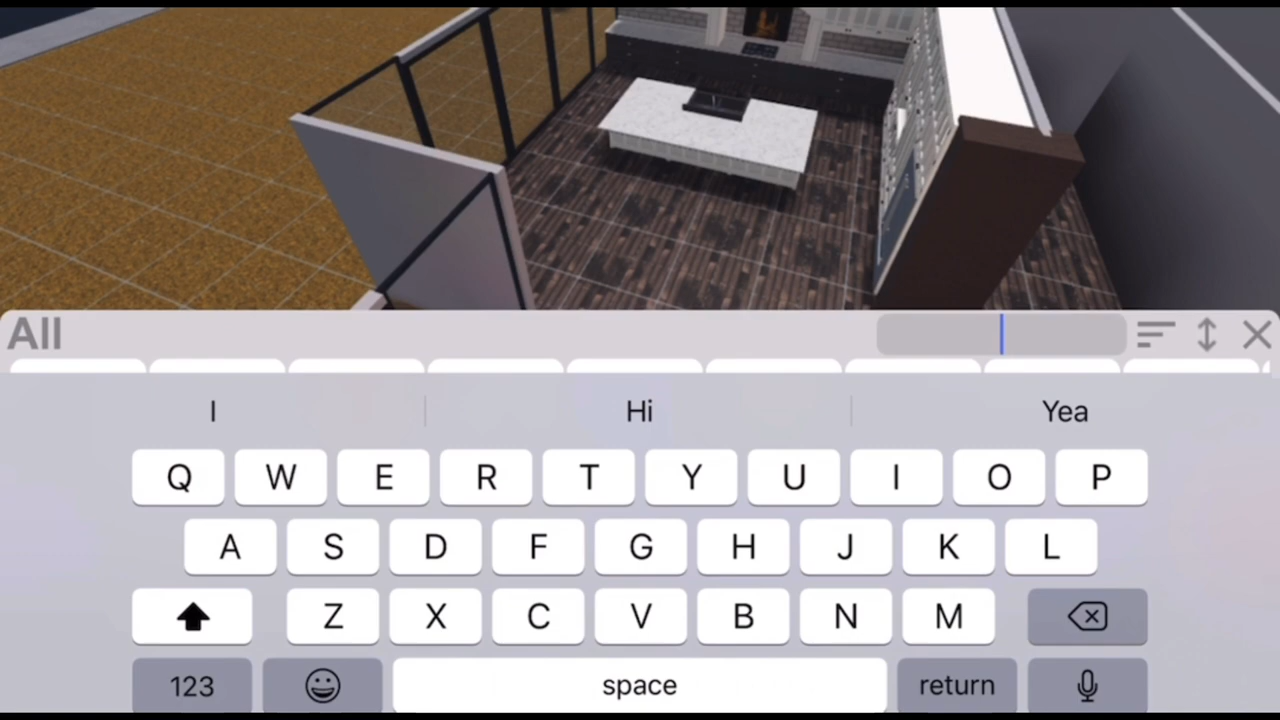 All
I Hi Yea
Q W E R T Y U I O P
A S D F G H J K L
Z X C V B N M
123 space return